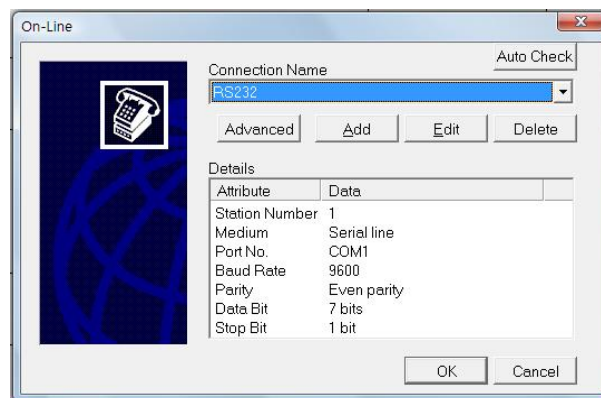 On-Line
Auto Check
Connection Name
RS232
Advanced Add Edit Delete
Details
Attribute Data
Station Number 1
Medium Serial line
Port No. COM1
Baud Rate 9600
Parity Even parity
Data Bit 7 bits
Stop Bit 1 bit
OK Cancel